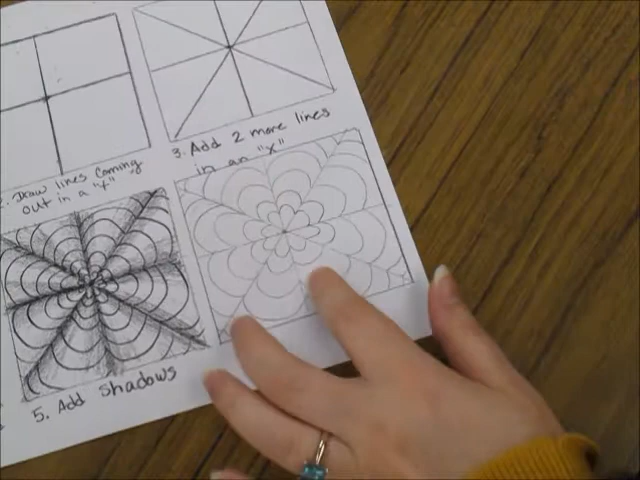 2. Draw lines coming
out in a "t"
3. Add 2 more lines
in an "x"
5. Add Shadows